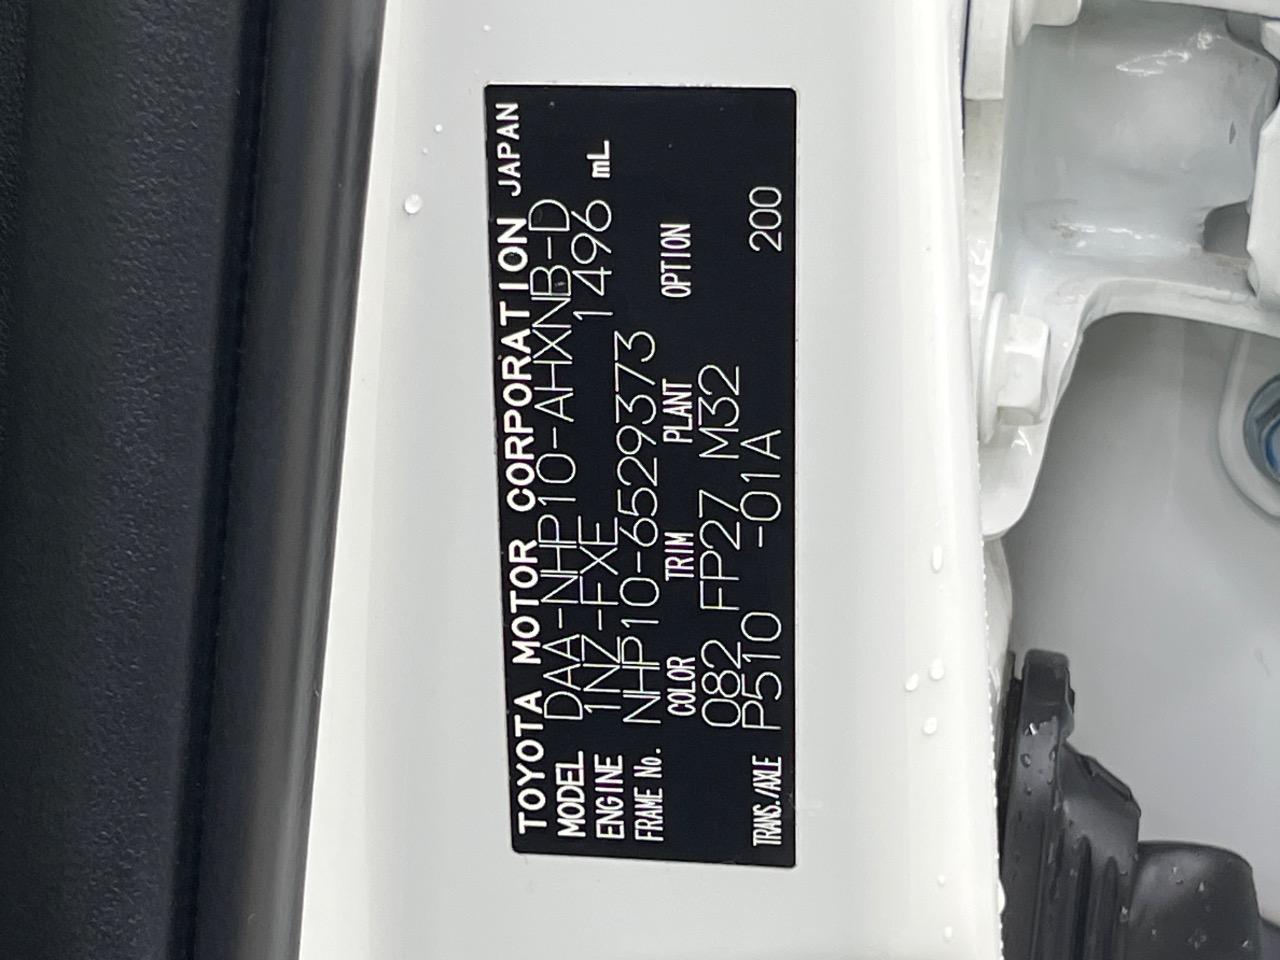 TOYOTA MOTOR CORPORATION JAPAN
MODEL DAA-NHP10-AHXNB-D
ENGINE 1NZ-FXE 1496 mL
FRAME No. NHP10-6529373
COLOR TRIM PLANT OPTION
082 FP27 M32
TRANS./AXLE P510 -01A 200